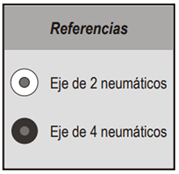 Referencias
Eje de 2 neumáticos
Eje de 4 neumáticos